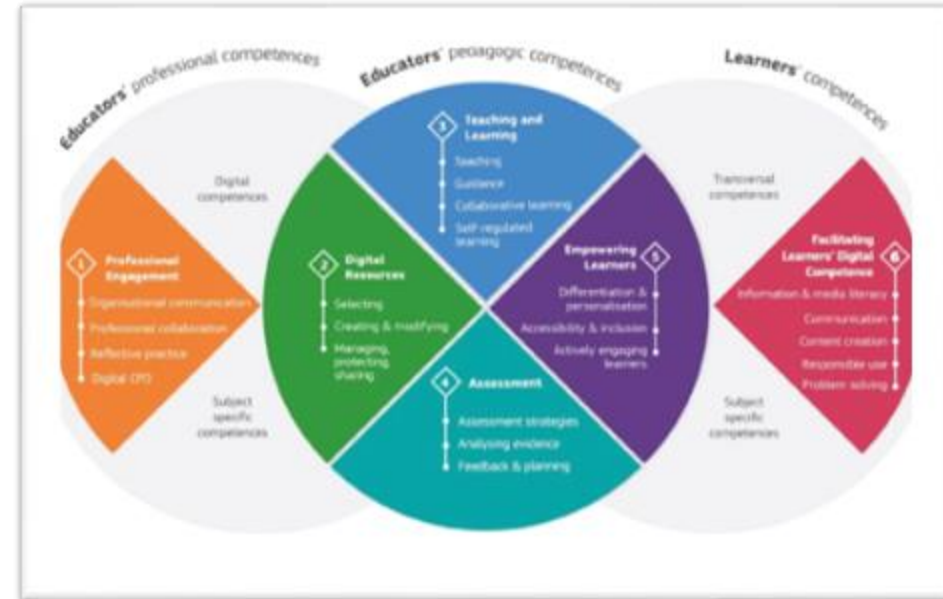 Educators' professional competences
Educators' pedagogic competences
Learners' competences
Digital
competences
Subject
specific
competences
1
Professional
Engagement
Organisational communication
Professional collaboration
Reflective practice
Digital CPD
2
Digital
Resources
Selecting
Creating & modifying
Managing,
protecting
sharing
3
Teaching and
Learning
Teaching
Guidance
Collaborative learning
Self-regulated
learning
4
Assessment
Assessment strategies
Analysing evidence
Feedback & planning
Empowering
Learners
5
Differentiation &
personalisation
Accessibility & inclusion
Actively engaging
learners
Transversal
competences
Subject
specific
competences
Facilitating
Learners' Digital
Competence
6
Information & media literacy
Communication
Content creation
Responsible use
Problem solving